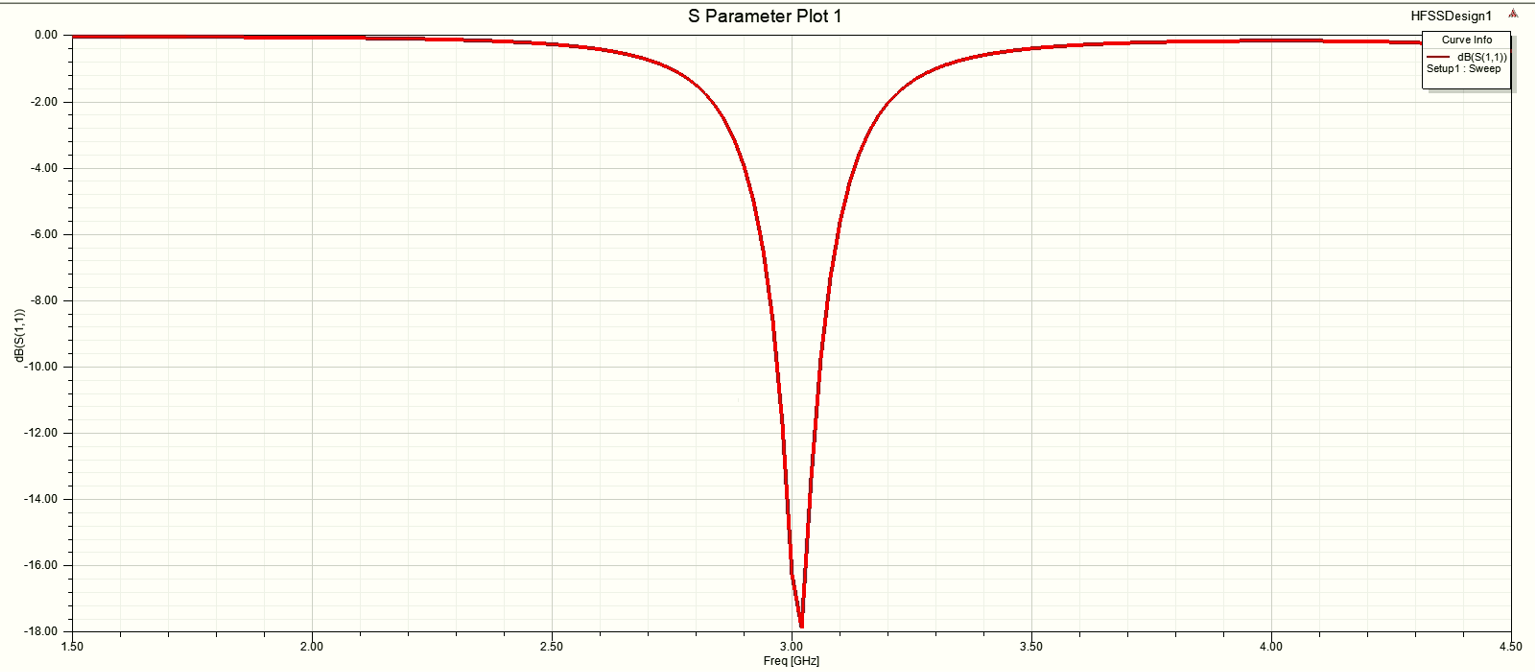 S Parameter Plot 1
HFSSDesign1
Curve Info
dB(S(1,1))
Setup1 : Sweep
0.00
-2.00
-4.00
-6.00
-8.00
-10.00
-12.00
-14.00
-16.00
-18.00
dB(S(1,1))
1.50
2.00
2.50
3.00
3.50
4.00
4.50
Freq [GHz]